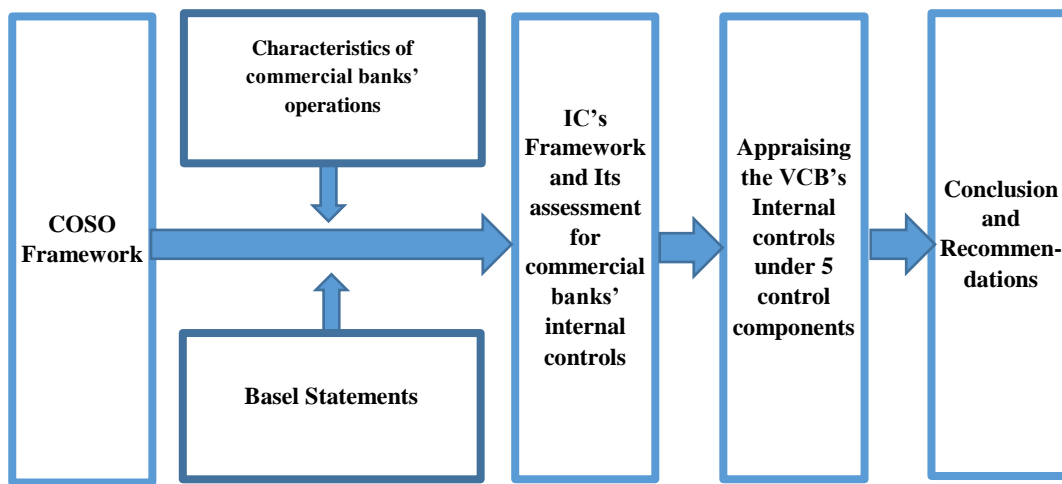 COSO
Framework
Characteristics of
commercial banks’
operations
Basel Statements
IC’s
Framework
and Its
assessment
for
commercial
banks’
internal
controls
Appraising
the VCB’s
Internal
controls
under 5
control
components
Conclusion
and
Recommen-
dations